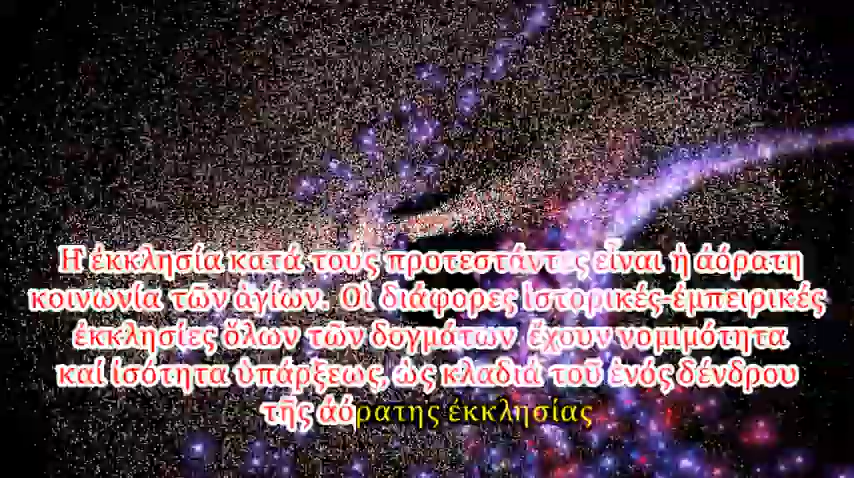 Η ἐκκλησία κατά τούς προτεστάντες εἶναι ἡ ἀόρατη
κοινωνία τῶν ἁγίων. Οἱ διάφορες ἱστορικές-ἐμπειρικές
ἐκκλησίες ὅλων τῶν δογμάτων ἔχουν νομιμότητα
καί ἰσότητα ὑπάρξεως, ὡς κλαδιά τοῦ ἑνός δένδρου
τῆς ἀόρατης ἐκκλησίας